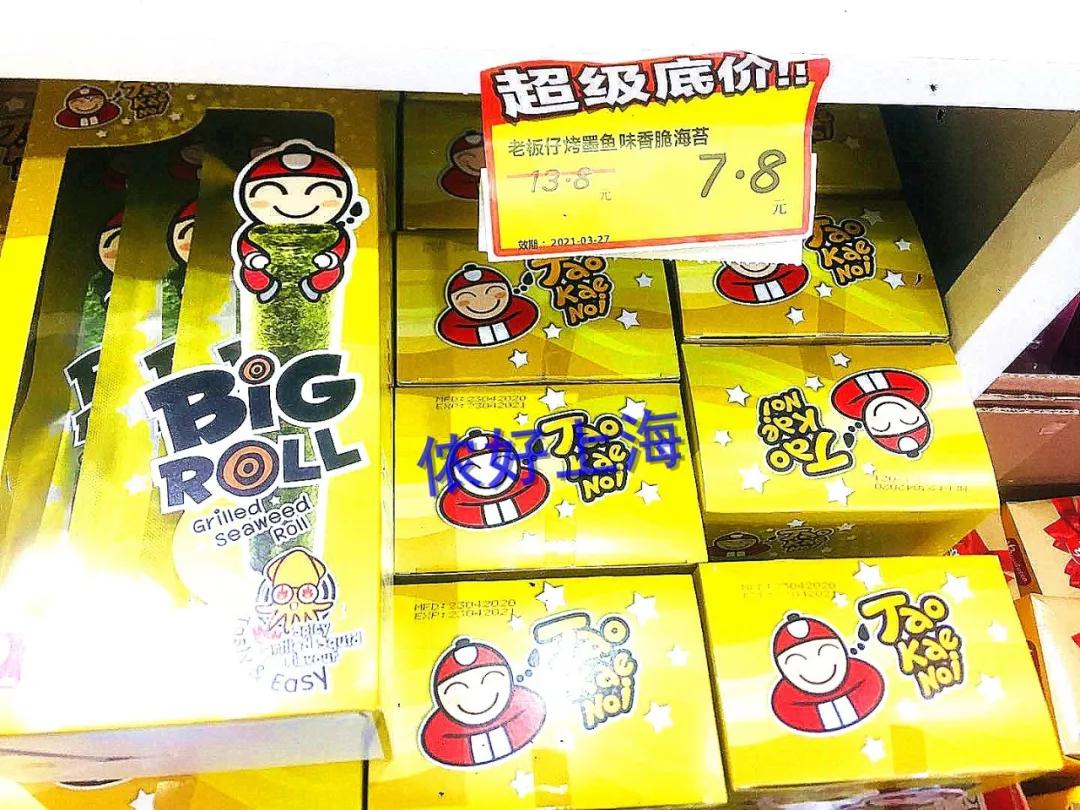 超级底价!!
老板仔烤墨鱼味香脆海苔
13.8
元
7.8
元
效期：2021-03-27
Tao
Kae
Noi
Tao
Kae
Noi
BiG
ROLL
Grilled
Seaweed
Roll
EASY
MFD:23042020
EXP:23042021
Tao
Kae
Noi
侬好上海
Tao
Kae
Noi
MFD:23042020
EXP:23042021
Tao
Kae
Noi
Tao
Kae
Noi